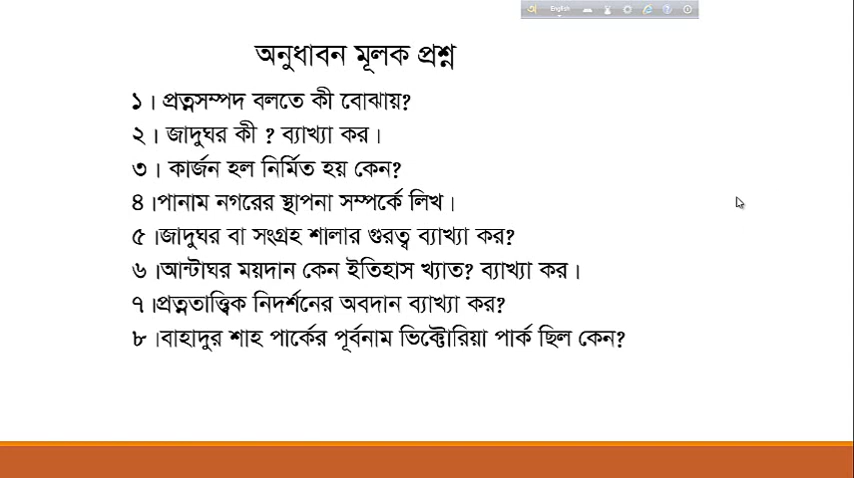 English
অনুধাবন মূলক প্রশ্ন
১। প্রত্নসম্পদ বলতে কী বোঝায়?
২। জাদুঘর কী ? ব্যাখ্যা কর।
৩। কার্জন হল নির্মিত হয় কেন?
৪।পানাম নগরের স্থাপনা সম্পর্কে লিখ।
৫।জাদুঘর বা সংগ্রহ শালার গুরত্ব ব্যাখ্যা কর?
৬।আন্টাঘর ময়দান কেন ইতিহাস খ্যাত? ব্যাখ্যা কর।
৭।প্রত্নতাত্ত্বিক নিদর্শনের অবদান ব্যাখ্যা কর?
৮।বাহাদুর শাহ পার্কের পূর্বনাম ভিক্টোরিয়া পার্ক ছিল কেন?